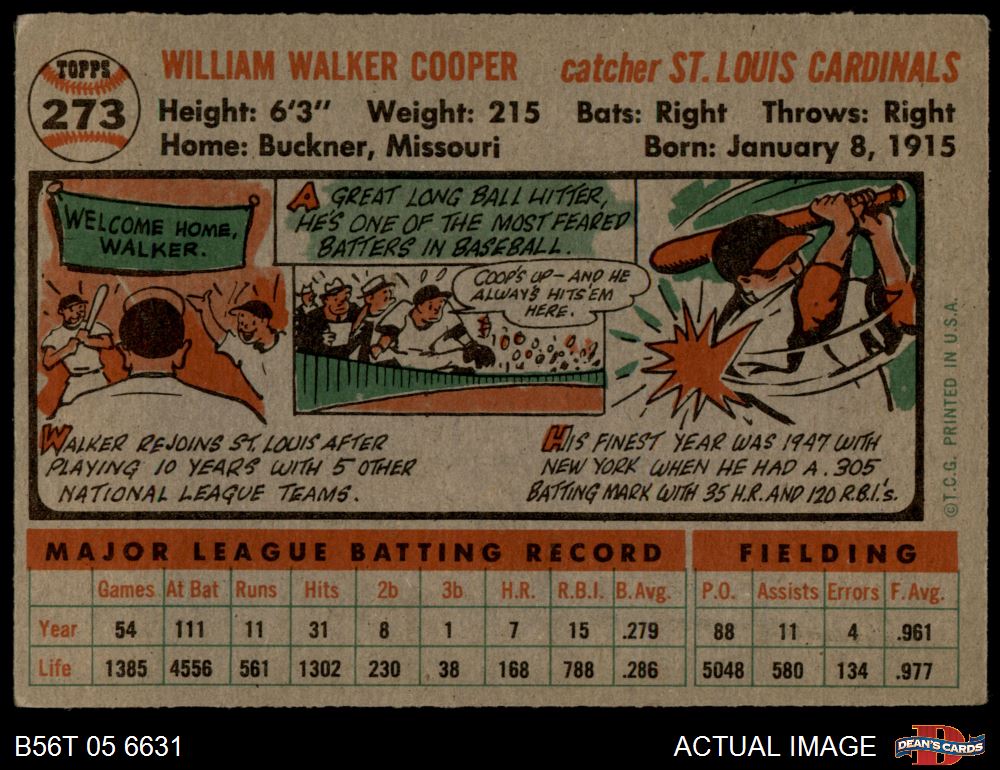 TOPPS
273
WILLIAM WALKER COOPER catcher ST. LOUIS CARDINALS
Height: 6'3" Weight: 215 Bats: Right Throws: Right
Home: Buckner, Missouri Born: January 8, 1915
WELCOME HOME,
WALKER.
A GREAT LONG BALL HITTER,
HE'S ONE OF THE MOST FEARED
BATTERS IN BASEBALL.
COOP'S UP — AND HE
ALWAYS HITS 'EM
HERE.
WALKER REJOINS ST. LOUIS AFTER
PLAYING 10 YEARS WITH 5 OTHER
NATIONAL LEAGUE TEAMS.
HIS FINEST YEAR WAS 1947 WITH
NEW YORK WHEN HE HAD A .305
BATTING MARK WITH 35 H.R. AND 120 R.B.I.'s.
©T.C.G. PRINTED IN U.S.A.
MAJOR LEAGUE BATTING RECORD FIELDING
Games At Bat Runs Hits 2b 3b H.R. R.B.I. B.Avg. P.O. Assists Errors F.Avg.
Year 54 111 11 31 8 1 7 15 .279 88 11 4 .961
Life 1385 4556 561 1302 230 38 168 788 .286 5048 580 134 .977
B56T 05 6631 ACTUAL IMAGE DEAN'S CARDS